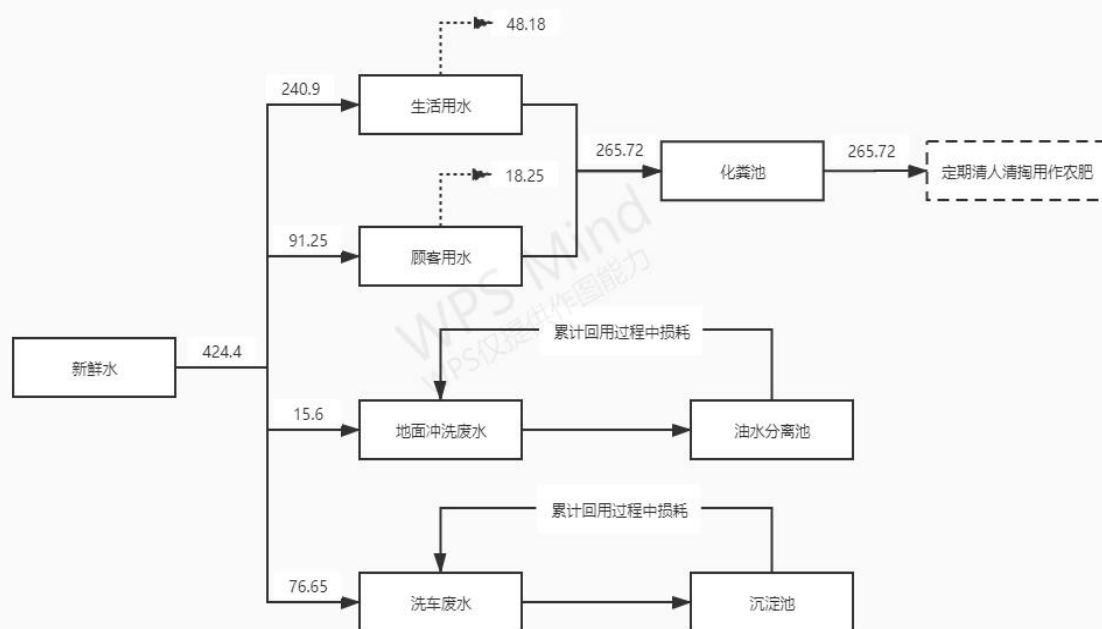 48.18
240.9
生活用水
265.72
化粪池
265.72
定期清人清掏用作农肥
18.25
91.25
顾客用水
WPS Mind
WPS仅提供作图能力
累计回用过程中损耗
新鲜水
424.4
15.6
地面冲洗废水
油水分离池
累计回用过程中损耗
76.65
洗车废水
沉淀池